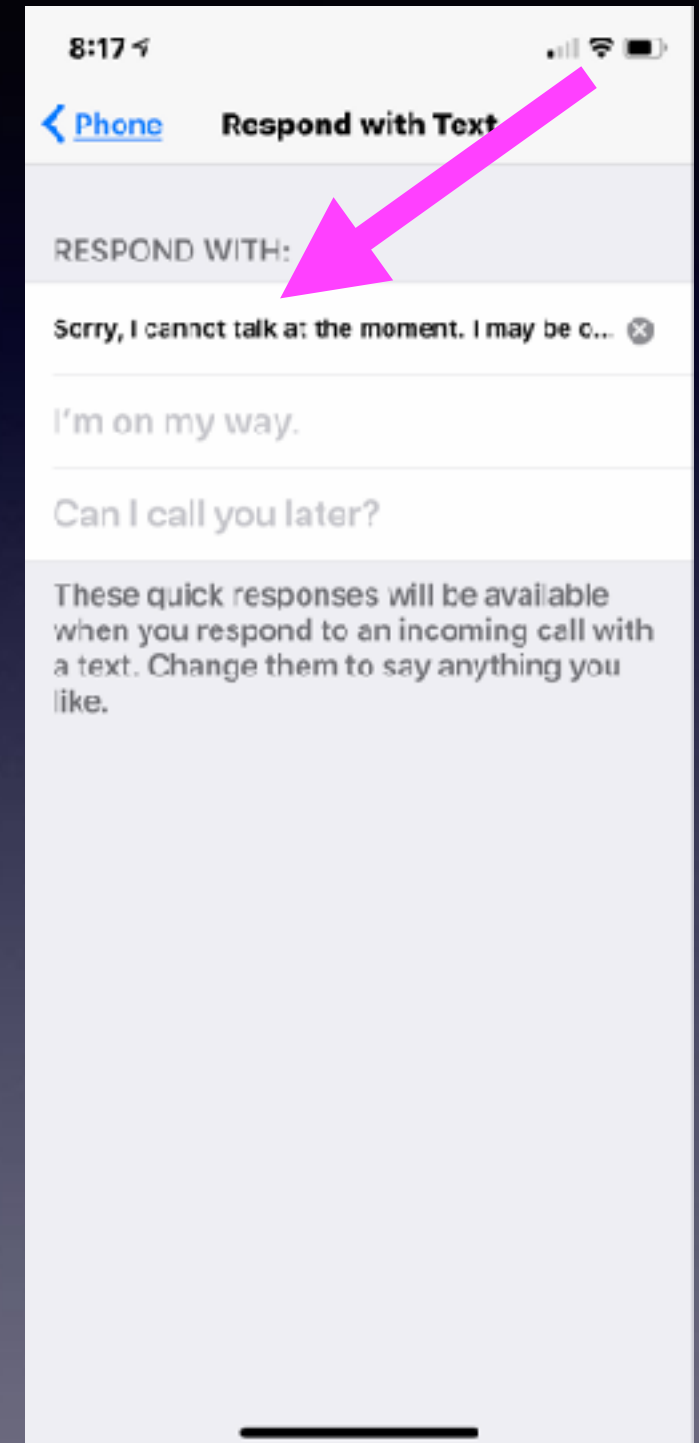 8:17
Phone Respond with Text
RESPOND WITH:
Sorry, I cannot talk at the moment. I may be o...
I'm on my way.
Can I call you later?
These quick responses will be available
when you respond to an incoming call with
a text. Change them to say anything you
like.